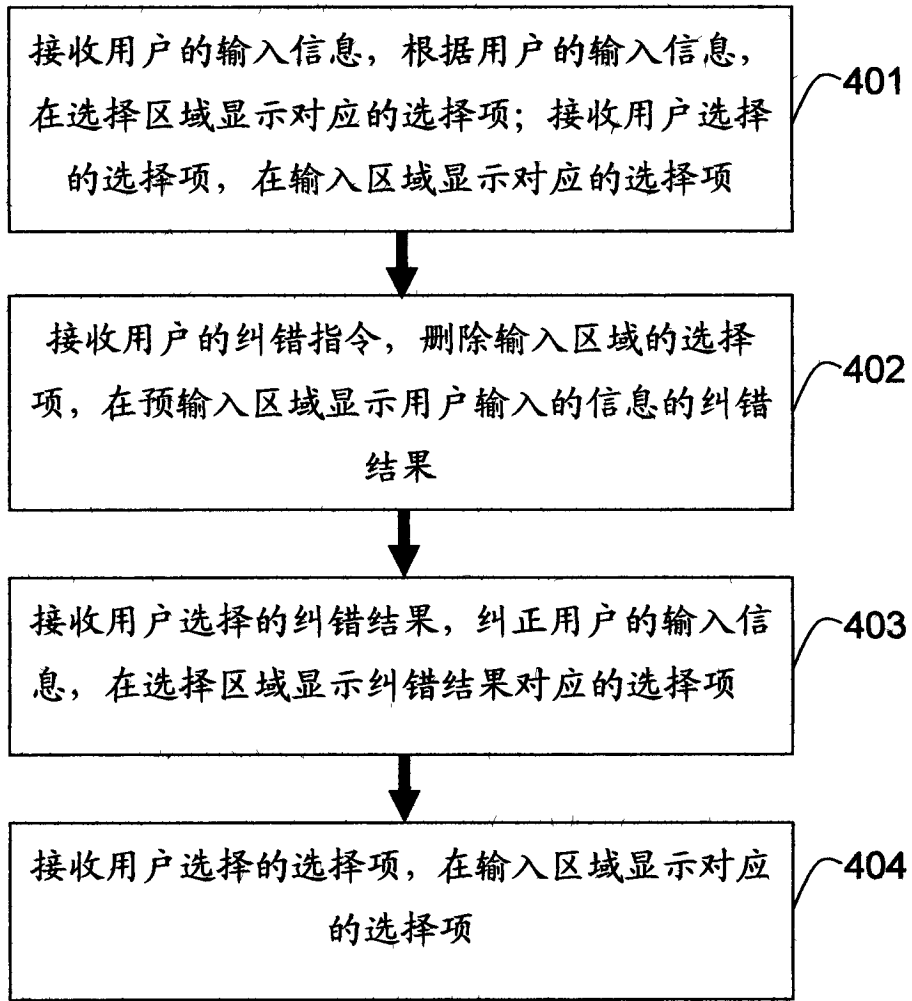 接收用户的输入信息，根据用户的输入信息，
在选择区域显示对应的选择项；接收用户选择
的选择项，在输入区域显示对应的选择项
401
接收用户的纠错指令，删除输入区域的选择
项，在预输入区域显示用户输入的信息的纠错
结果
402
接收用户选择的纠错结果，纠正用户的输入信
息，在选择区域显示纠错结果对应的选择项
403
接收用户选择的选择项，在输入区域显示对应
的选择项
404